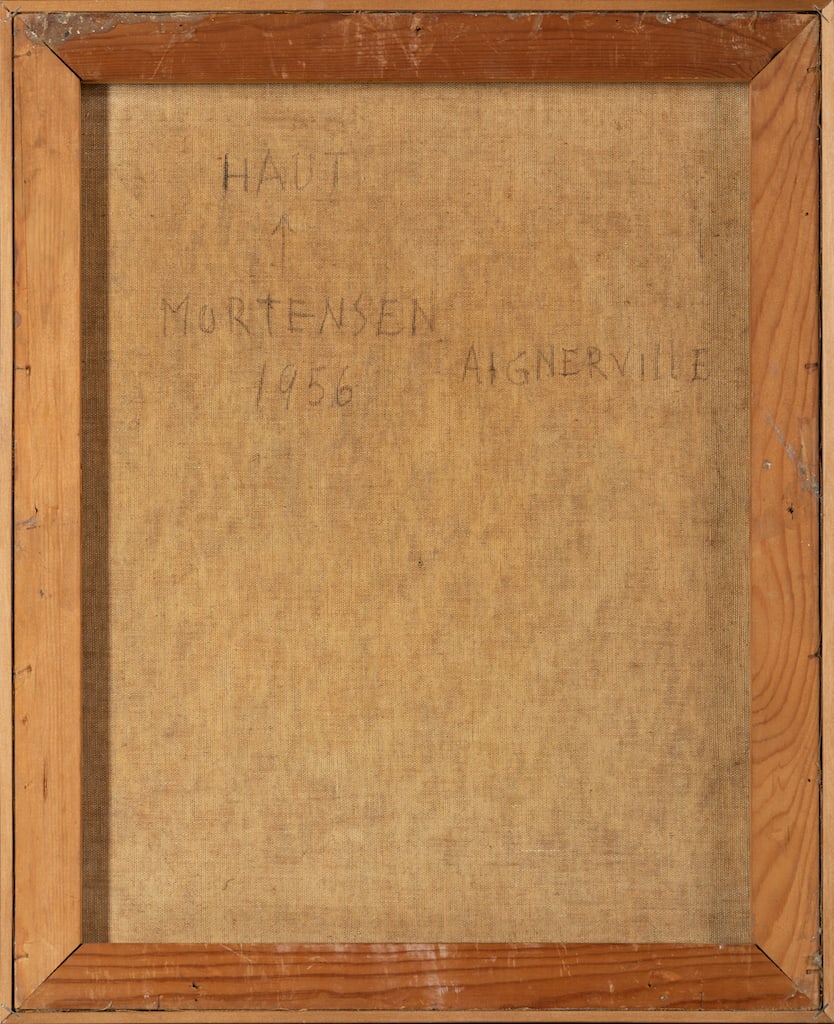 HAUT
↑
MORTENSEN
1956
AIGNERVILLE